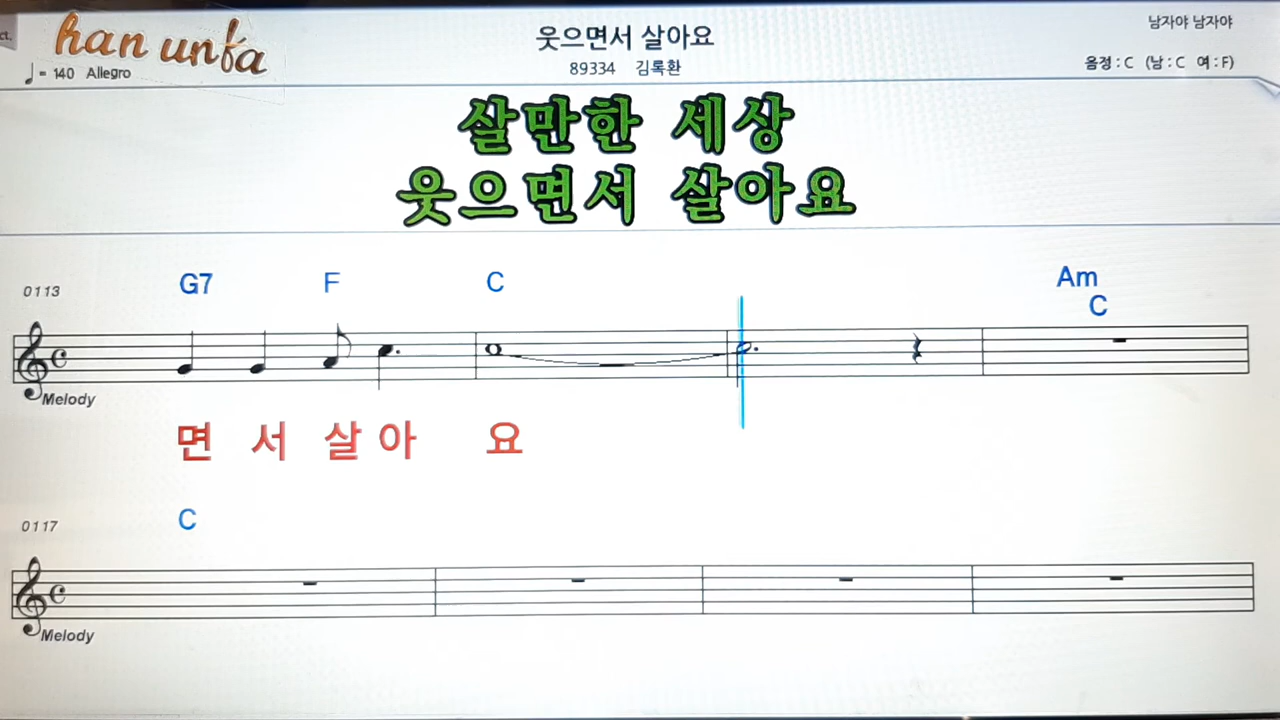 ct.
han unfa
♩= 140 Allegro
웃으면서 살아요
89334 김록환
남자야 남자야
음정 : C (남 : C 여 : F)
살만한 세상
웃으면서 살아요
0113
G7 F C Am
C
Melody
면 서 살 아 요
0117
C
Melody